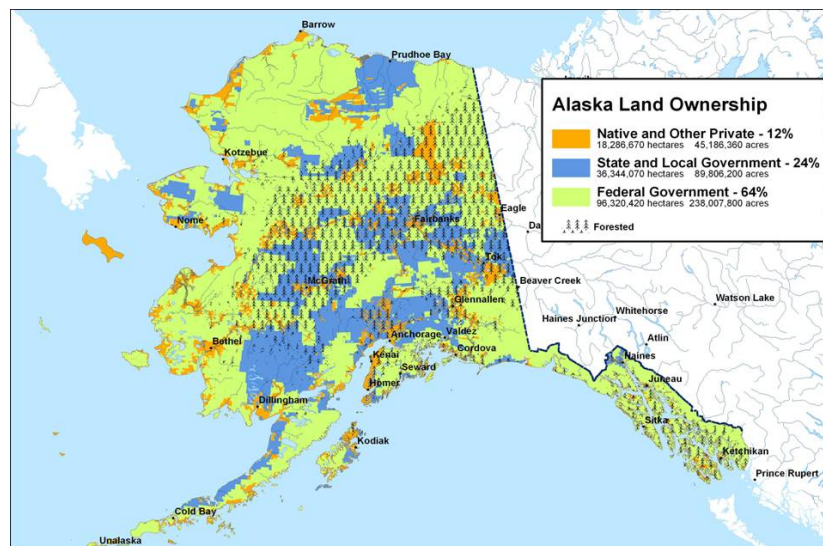 Barrow
Prudhoe Bay
Alaska Land Ownership
Native and Other Private - 12%
18,286,670 hectares 45,186,360 acres
State and Local Government - 24%
36,344,070 hectares 89,806,200 acres
Federal Government - 64%
96,320,420 hectares 238,007,800 acres
Forested
Kotzebue
Nome
Fairbanks
Eagle
Da
Tok
McGrath
Beaver Creek
Glennallen
Haines Junction
Whitehorse
Watson Lake
Bethel
Anchorage
Valdez
Atlin
Kenai
Cordova
Haines
Seward
Juneau
Homer
Dillingham
Sitka
Kodiak
Ketchikan
Prince Rupert
Cold Bay
Unalaska